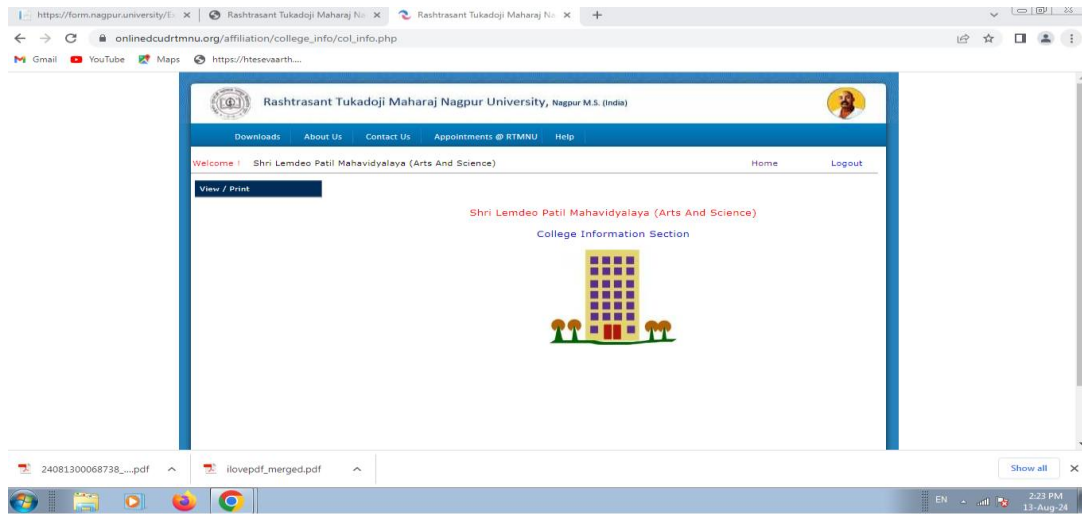 https://form.nagpur.university/
Rashtrasant Tukadoji Maharaj Na
Rashtrasant Tukadoji Maharaj Na
onlinedcudrtmnu.org/affiliation/college_info/col_info.php
Gmail YouTube Maps https://htesevaarth....
Rashtrasant Tukadoji Maharaj Nagpur University, Nagpur M.S. (India)
Downloads About Us Contact Us Appointments @ RTMNU Help
Welcome ! Shri Lemdeo Patil Mahavidyalaya (Arts And Science) Home Logout
View / Print
Shri Lemdeo Patil Mahavidyalaya (Arts And Science)
College Information Section
24081300068738_....pdf ilovepdf_merged.pdf Show all
EN 2:23 PM
13-Aug-24